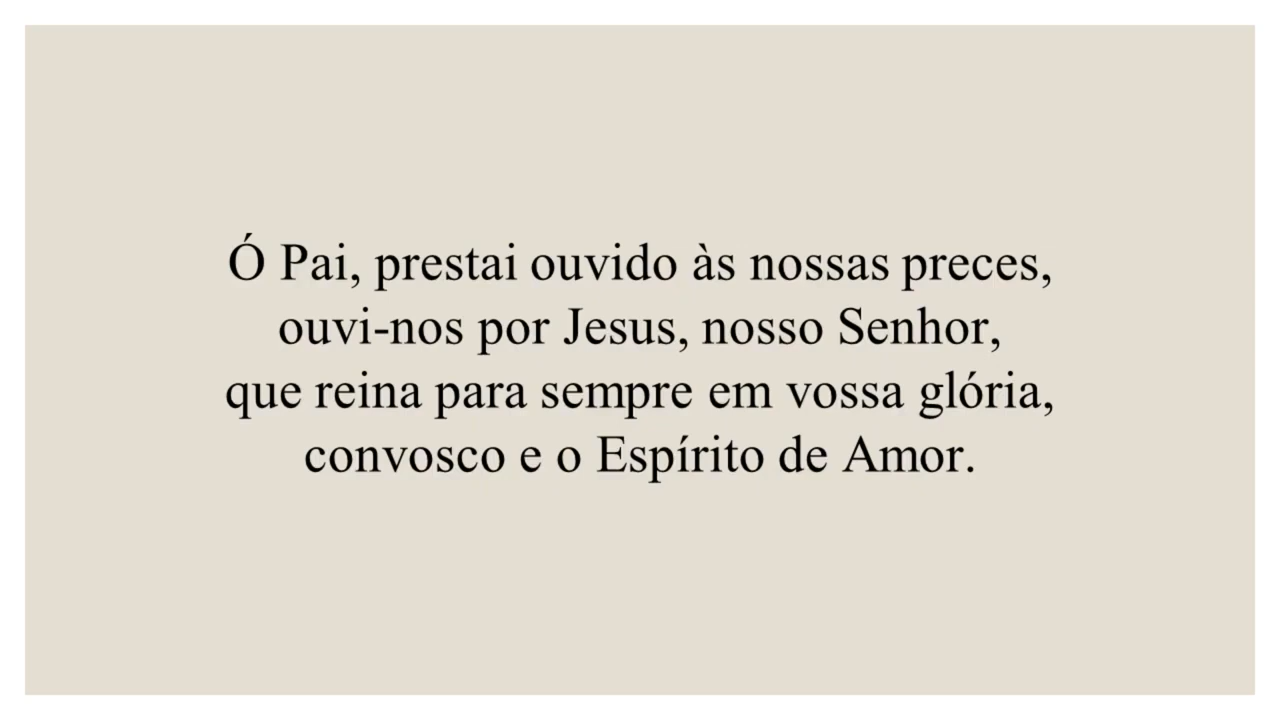 Ó Pai, prestai ouvido às nossas preces,
ouvi-nos por Jesus, nosso Senhor,
que reina para sempre em vossa glória,
convosco e o Espírito de Amor.